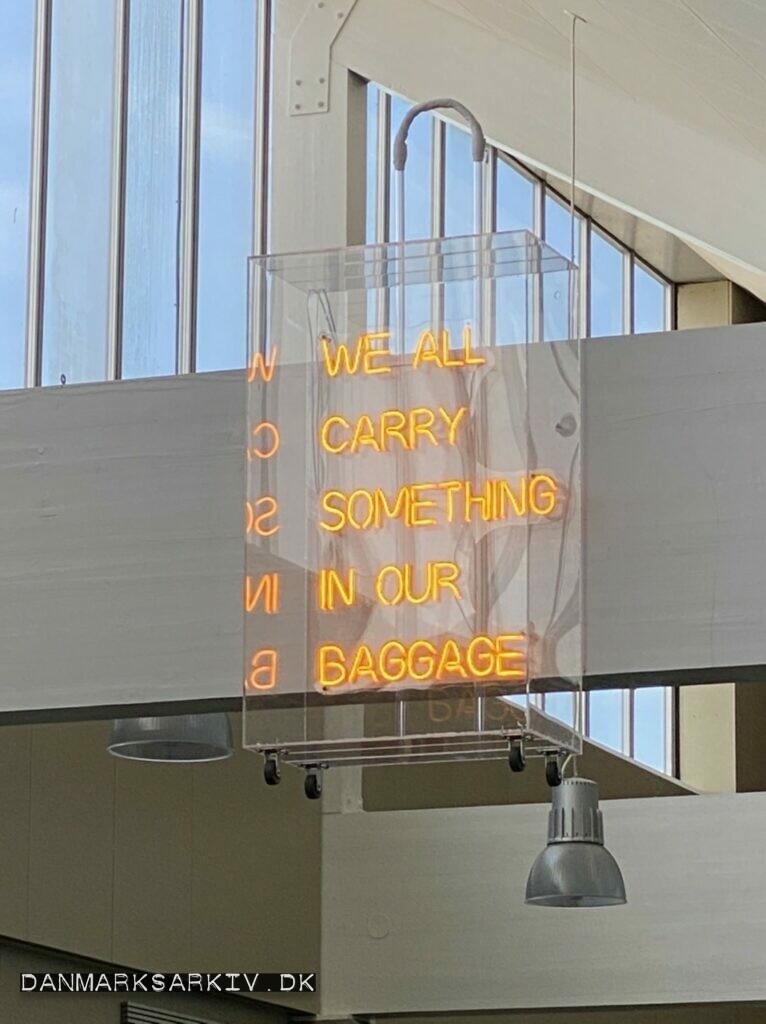 WE ALL
CARRY
SOMETHING
IN OUR
BAGGAGE
DANMARKSARKIV.DK